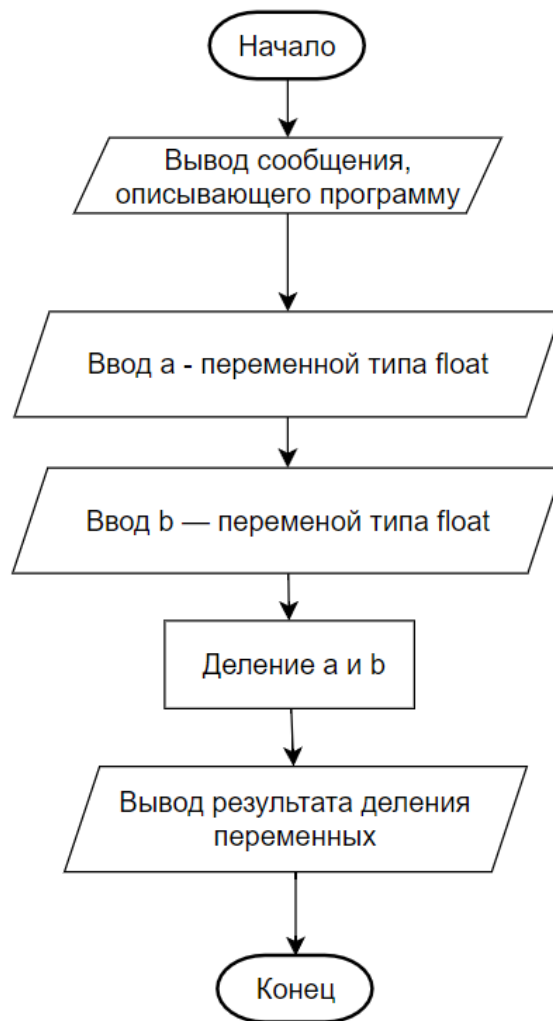 Начало
Вывод сообщения,
описывающего программу
Ввод a - переменной типа float
Ввод b — переменой типа float
Деление a и b
Вывод результата деления
переменных
Конец